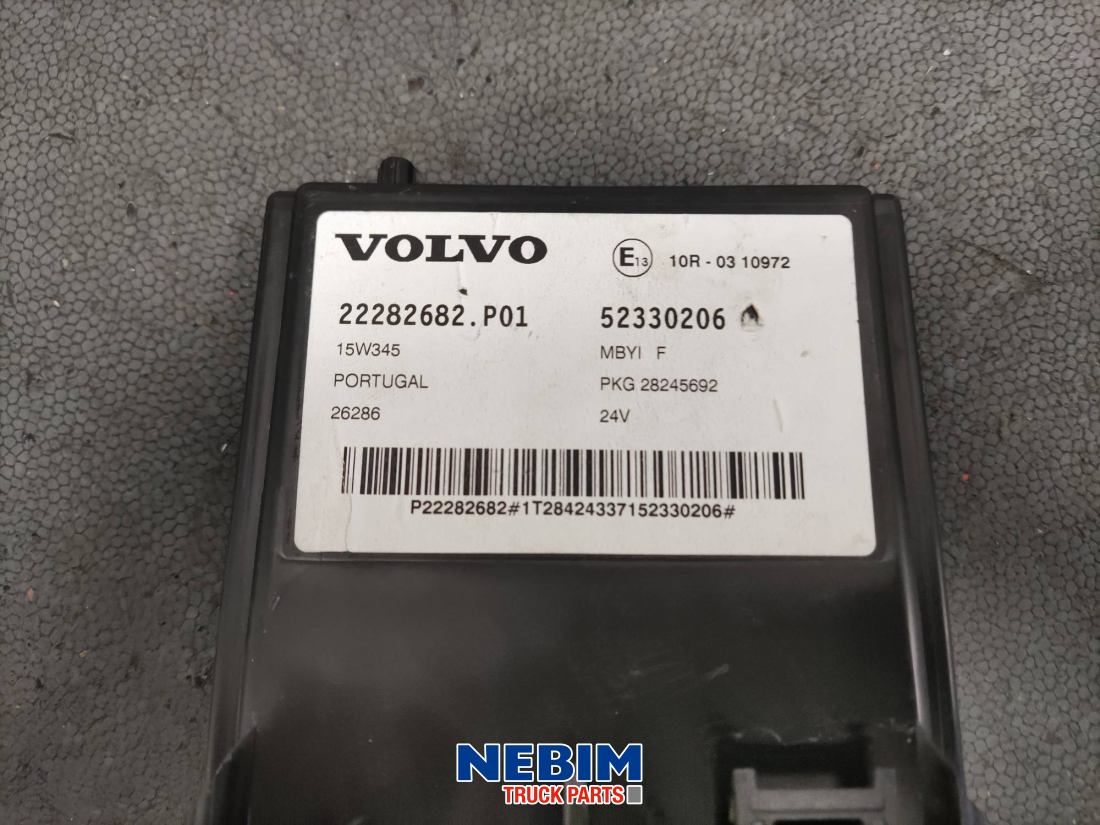 VOLVO
E13 10R - 03 10972
22282682.P01 52330206
15W345 MBYI F
PORTUGAL PKG 28245692
26286 24V
P22282682#1T28424337152330206#
NEBIM
TRUCK PARTS